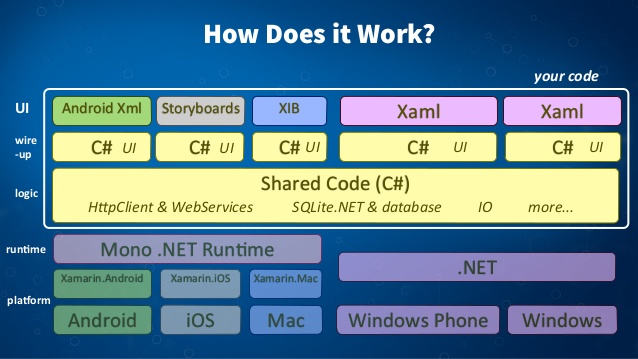 How Does it Work?
your code
UI
Android Xml
Storyboards
XIB
Xaml
Xaml
wire
-up
C# UI
C# UI
C# UI
C# UI
C# UI
logic
Shared Code (C#)
HttpClient & WebServices SQLite.NET & database IO more...
runtime
Mono .NET Runtime
.NET
platform
Xamarin.Android
Xamarin.iOS
Xamarin.Mac
Android
iOS
Mac
Windows Phone
Windows